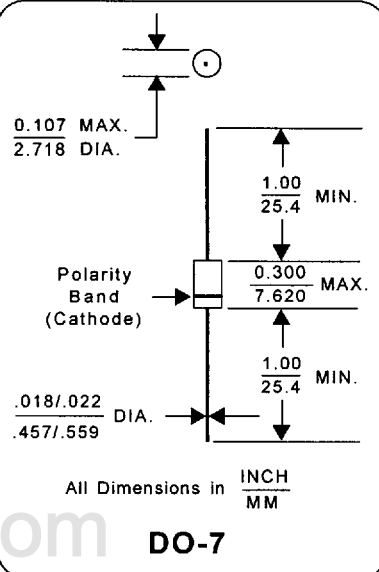 0.107 MAX.
2.718 DIA.
1.00
25.4 MIN.
Polarity
Band
(Cathode)
0.300
7.620 MAX.
1.00
25.4 MIN.
.018/.022
.457/.559 DIA.
All Dimensions in INCH
MM
om
DO-7